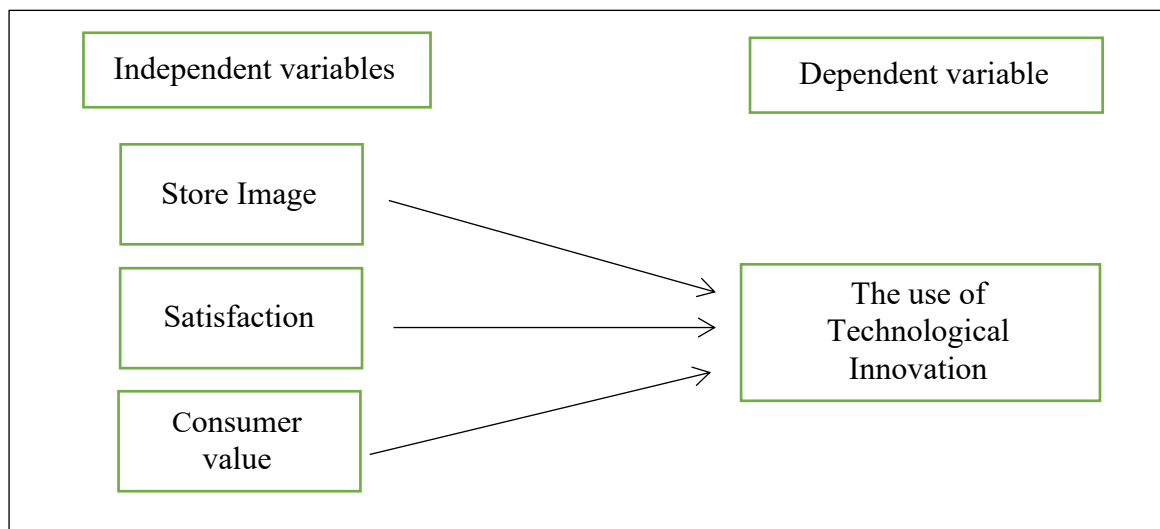 Independent variables
Dependent variable
Store Image
Satisfaction
Consumer
value
The use of
Technological
Innovation